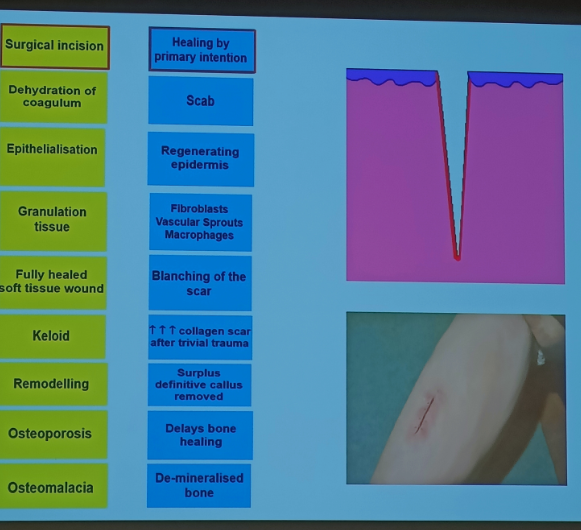 Surgical incision
Healing by
primary intention
Dehydration of
coagulum
Scab
Epithelialisation
Regenerating
epidermis
Granulation
tissue
Fibroblasts
Vascular Sprouts
Macrophages
Fully healed
soft tissue wound
Blanching of the
scar
Keloid
↑↑↑ collagen scar
after trivial trauma
Remodelling
Surplus
definitive callus
removed
Osteoporosis
Delays bone
healing
Osteomalacia
De-mineralised
bone